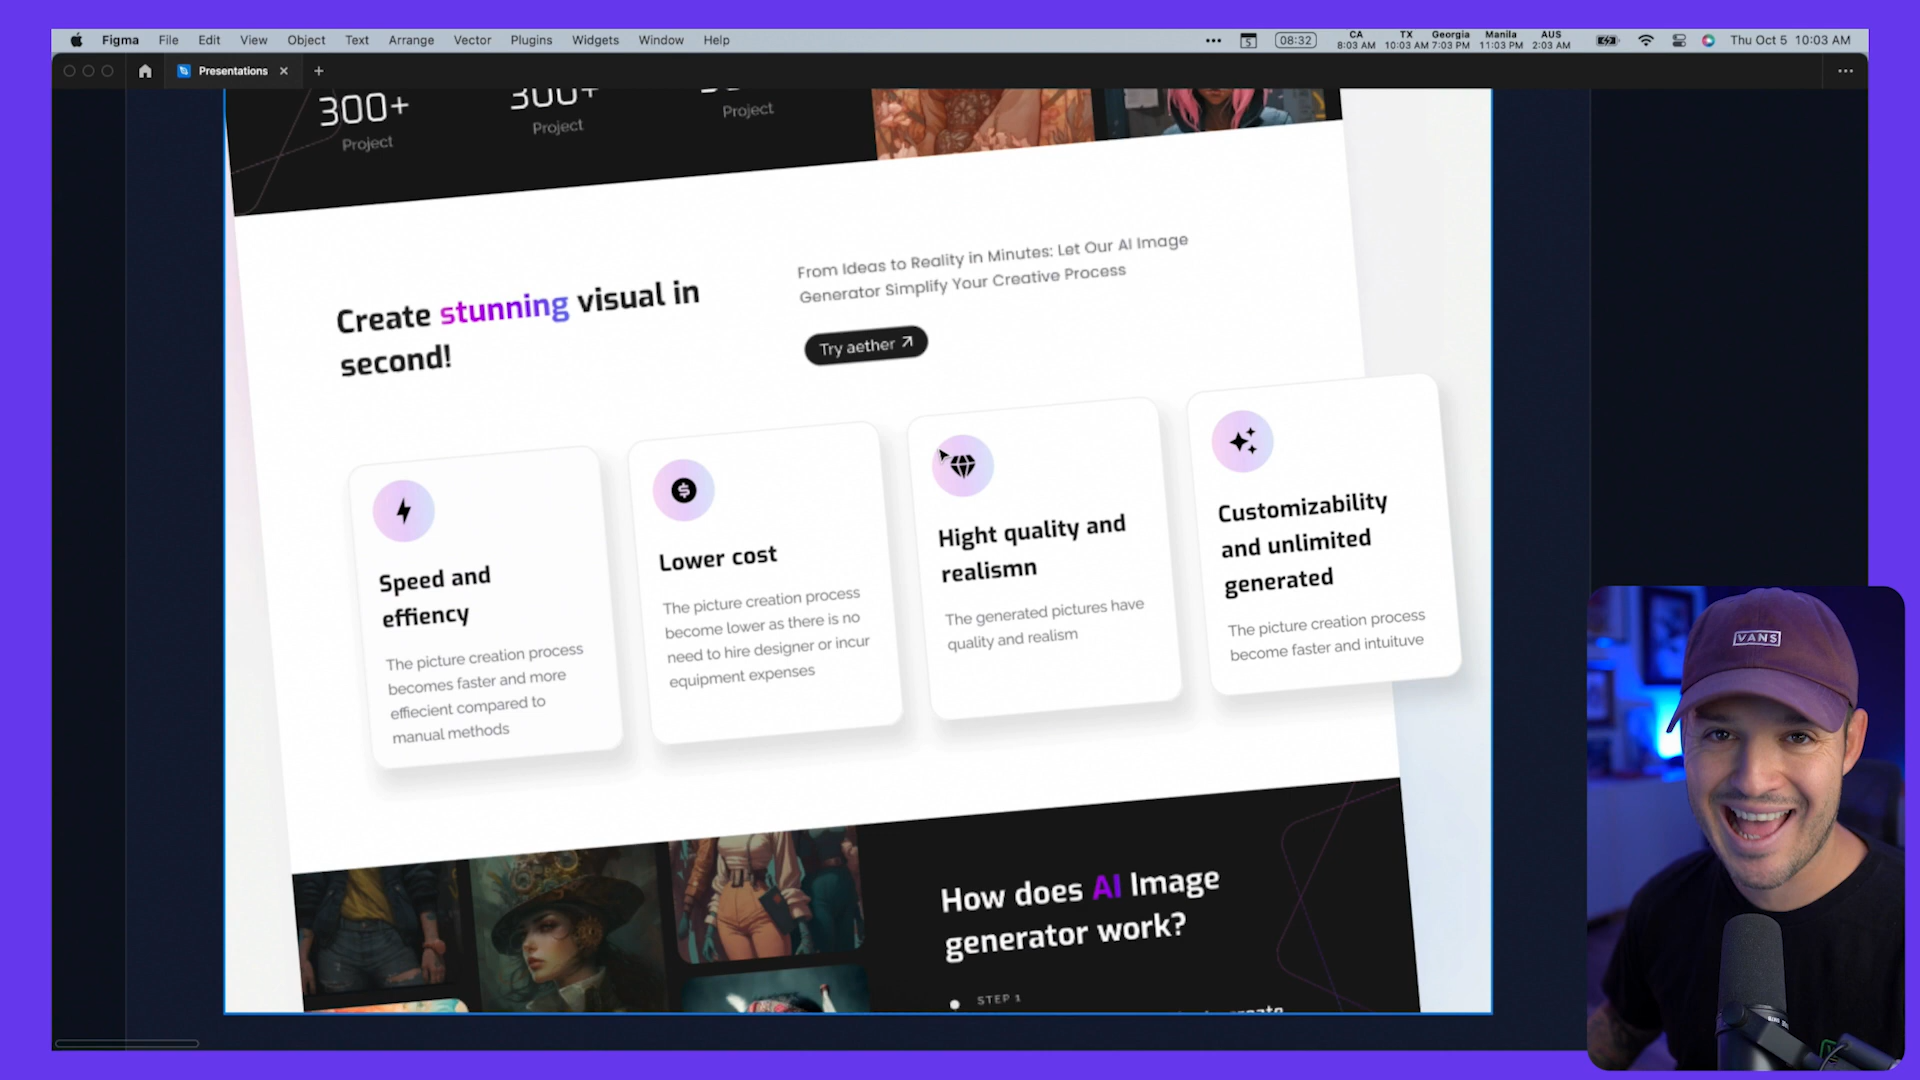 Figma File Edit View Object Text Arrange Vector Plugins Widgets Window Help
5 08:32
CA TX Georgia Manila AUS
8:03 AM 10:03 AM 7:03 PM 11:03 PM 2:03 AM
Thu Oct 5 10:03 AM
Presentations
300+
Project
300+
Project
Project
Create stunning visual in
second!
From Ideas to Reality in Minutes: Let Our AI Image
Generator Simplify Your Creative Process
Try aether
Speed and
effiency
The picture creation process
becomes faster and more
effiecient compared to
manual methods
Lower cost
The picture creation process
become lower as there is no
need to hire designer or incur
equipment expenses
Hight quality and
realismn
The generated pictures have
quality and realism
Customizability
and unlimited
generated
The picture creation process
become faster and intuituve
How does AI Image
generator work?
STEP 1
VANS